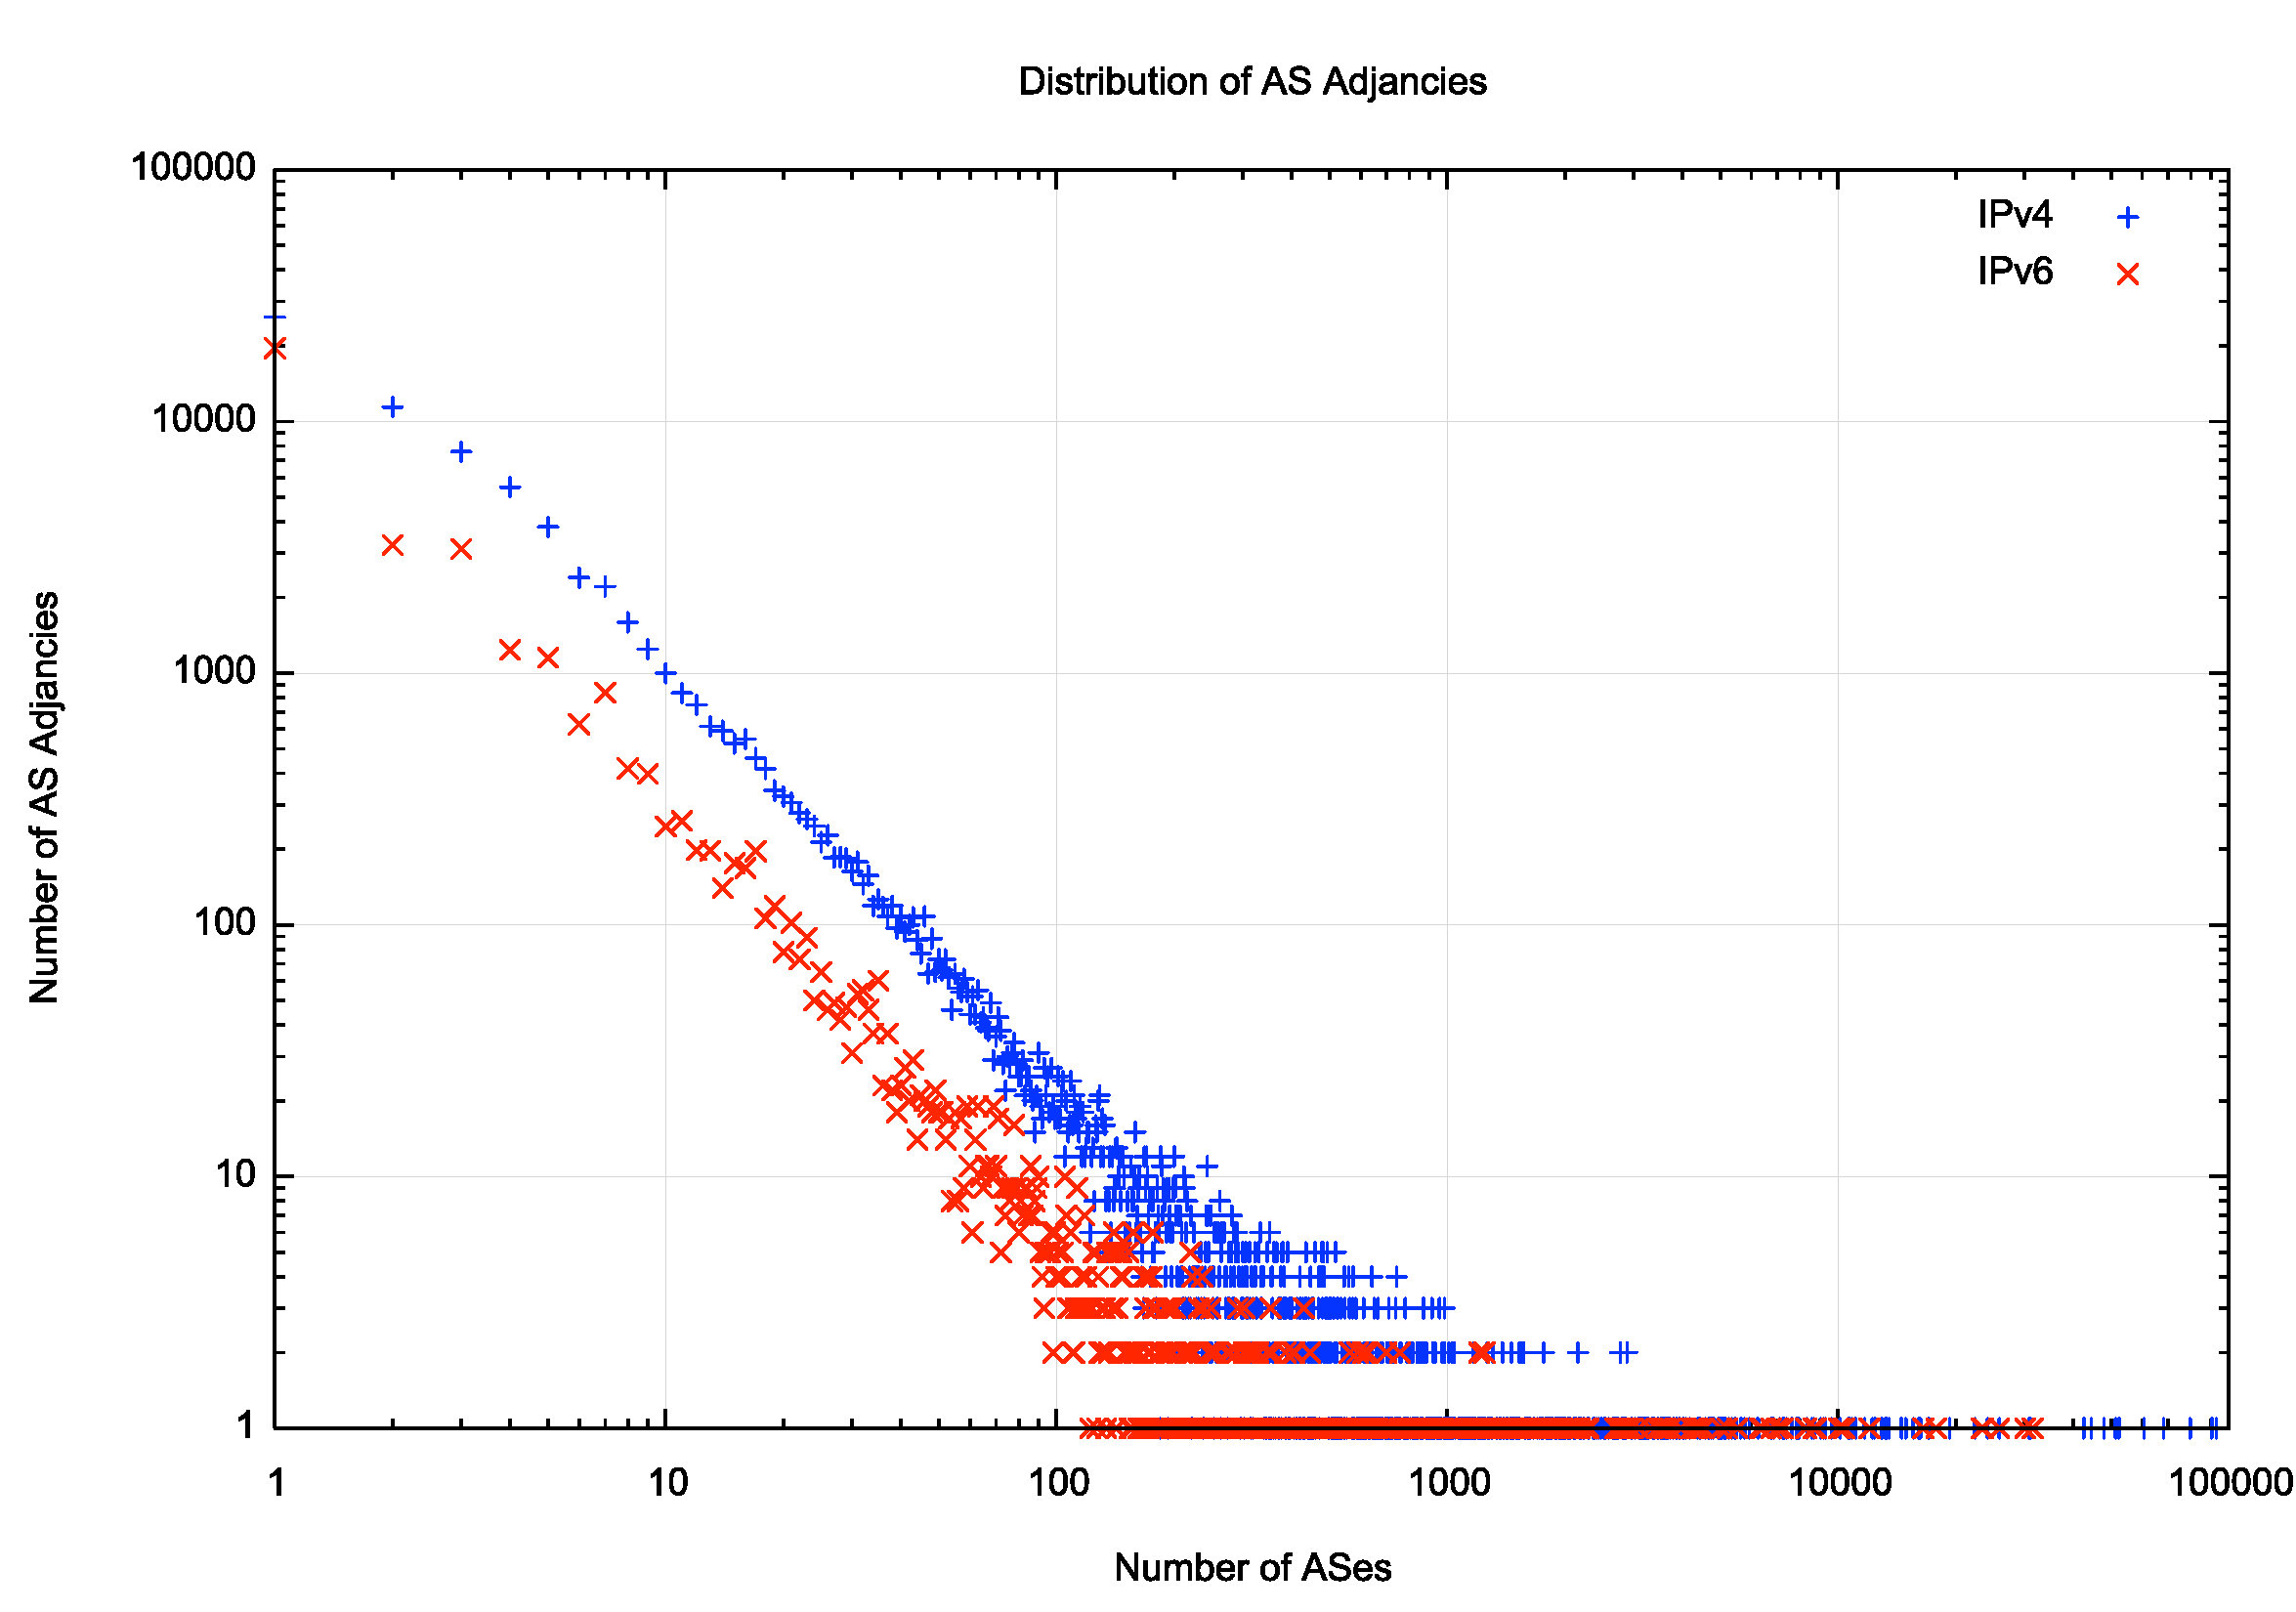 Distribution of AS Adjancies
100000
10000
1000
100
10
1
Number of AS Adjancies
IPv4
IPv6
1 10 100 1000 10000 100000
Number of ASes